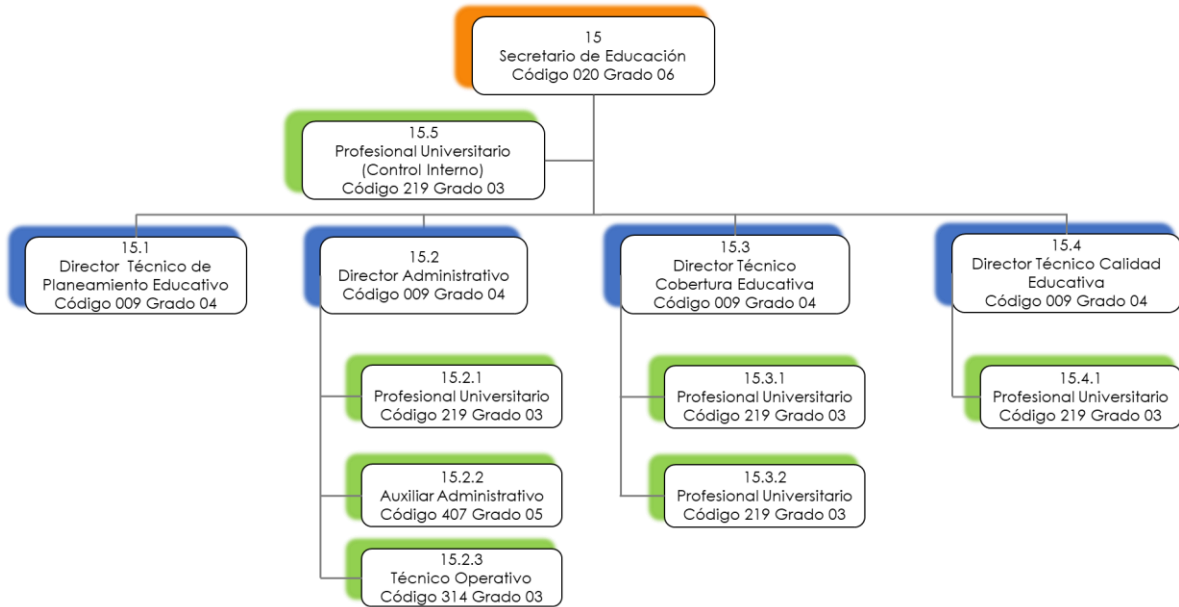 15
Secretario de Educación
Código 020 Grado 06
15.5
Profesional Universitario
(Control Interno)
Código 219 Grado 03
15.1
Director Técnico de
Planeamiento Educativo
Código 009 Grado 04
15.2
Director Administrativo
Código 009 Grado 04
15.3
Director Técnico
Cobertura Educativa
Código 009 Grado 04
15.4
Director Técnico Calidad
Educativa
Código 009 Grado 04
15.2.1
Profesional Universitario
Código 219 Grado 03
15.3.1
Profesional Universitario
Código 219 Grado 03
15.4.1
Profesional Universitario
Código 219 Grado 03
15.2.2
Auxiliar Administrativo
Código 407 Grado 05
15.3.2
Profesional Universitario
Código 219 Grado 03
15.2.3
Técnico Operativo
Código 314 Grado 03